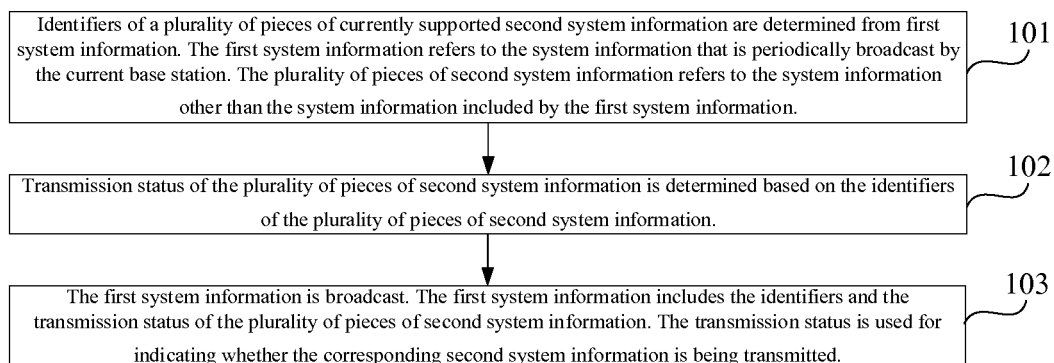 Identifiers of a plurality of pieces of currently supported second system information are determined from first
system information. The first system information refers to the system information that is periodically broadcast by
the current base station. The plurality of pieces of second system information refers to the system information
other than the system information included by the first system information.
101
Transmission status of the plurality of pieces of second system information is determined based on the identifiers
of the plurality of pieces of second system information.
102
The first system information is broadcast. The first system information includes the identifiers and the
transmission status of the plurality of pieces of second system information. The transmission status is used for
indicating whether the corresponding second system information is being transmitted.
103